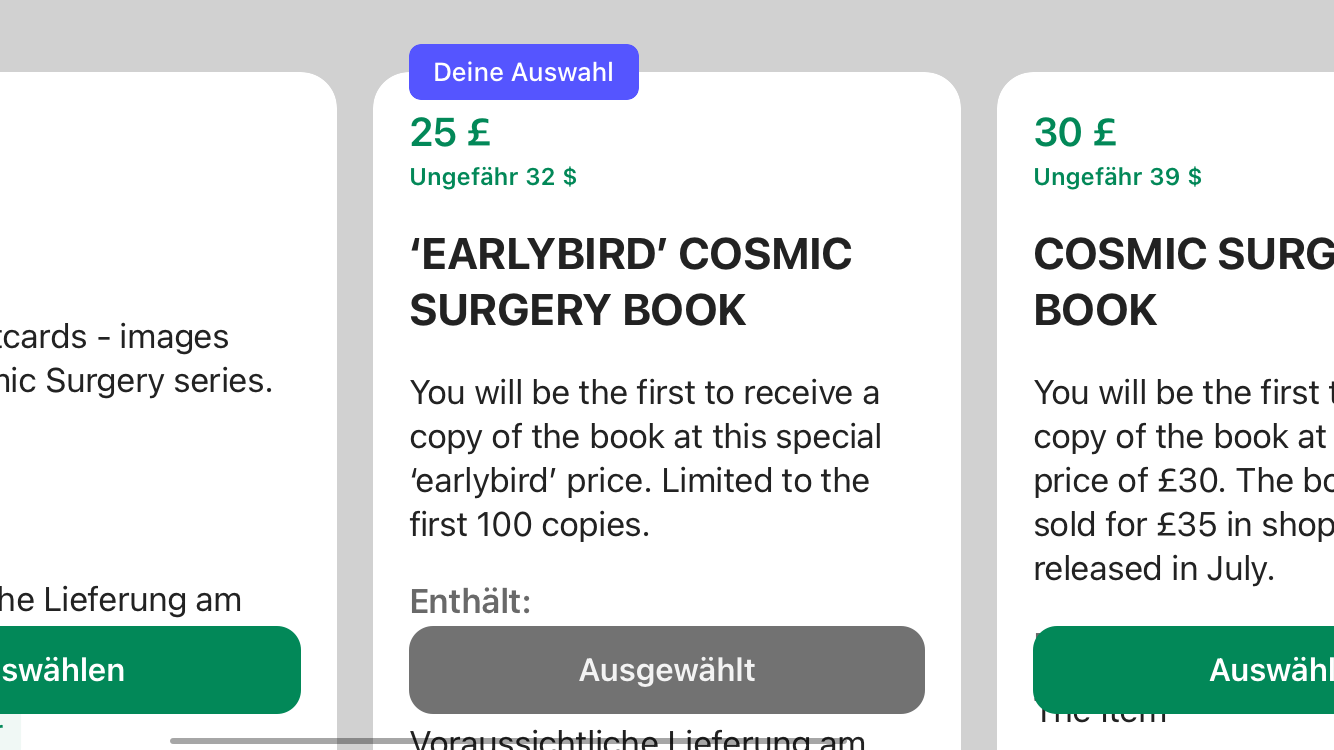 tcards - images
mic Surgery series.
he Lieferung am
swählen
Deine Auswahl
25 £
Ungefähr 32 $
‘EARLYBIRD’ COSMIC
SURGERY BOOK
You will be the first to receive a
copy of the book at this special
‘earlybird’ price. Limited to the
first 100 copies.
Enthält:
Ausgewählt
Voraussichtliche Lieferung am
30 £
Ungefähr 39 $
COSMIC SURG
BOOK
You will be the first t
copy of the book at
price of £30. The bo
sold for £35 in shop
released in July.
Auswähl
The item